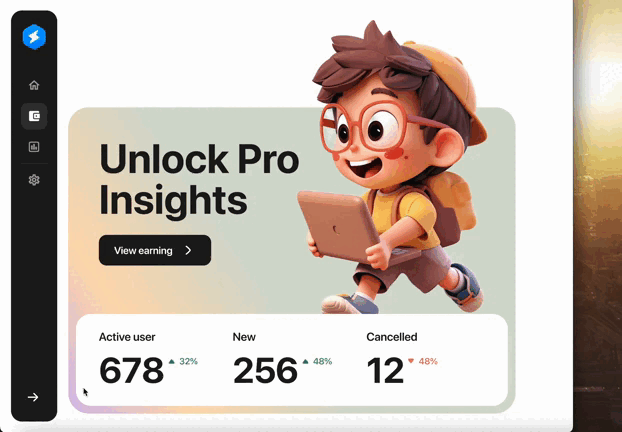 Unlock Pro
Insights
View earning
Active user
678 32%
New
256 48%
Cancelled
12 48%